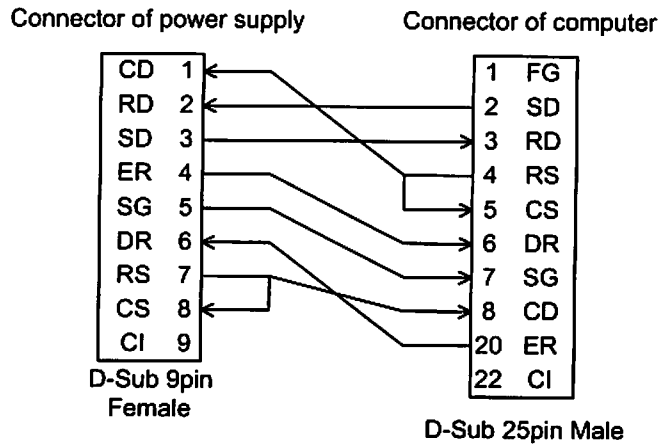 Connector of power supply
Connector of computer
CD 1
RD 2
SD 3
ER 4
SG 5
DR 6
RS 7
CS 8
CI 9
D-Sub 9pin
Female
1 FG
2 SD
3 RD
4 RS
5 CS
6 DR
7 SG
8 CD
20 ER
22 CI
D-Sub 25pin Male